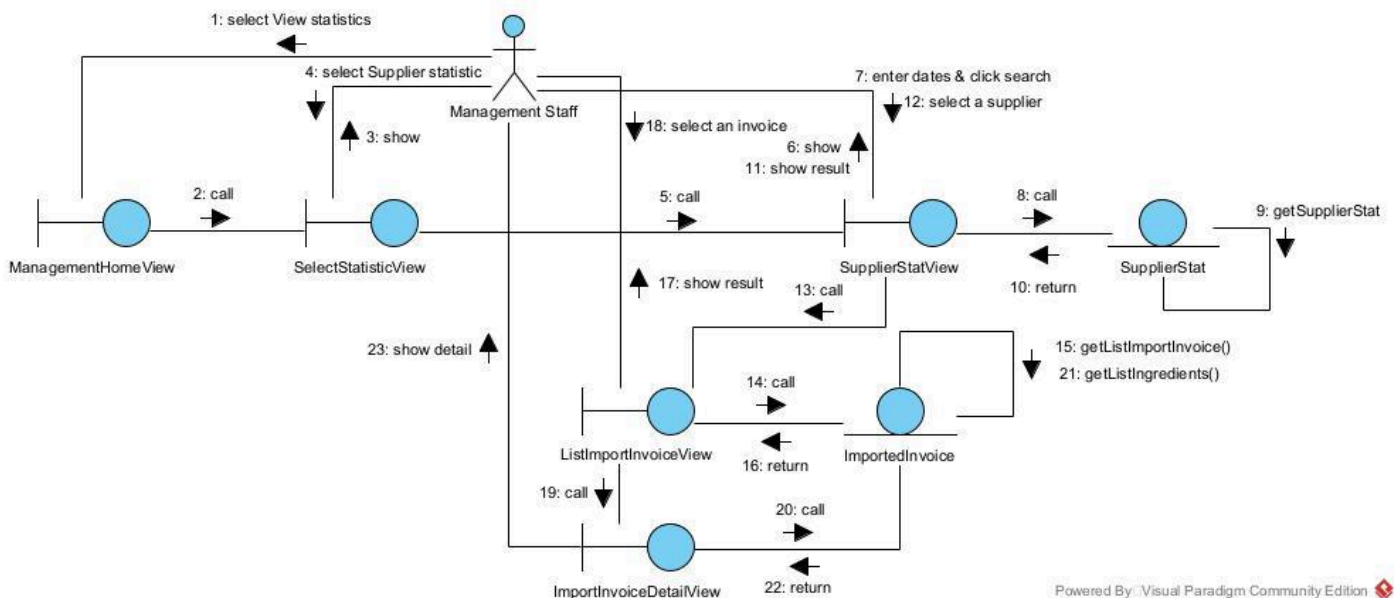 1: select View statistics
4: select Supplier statistic
Management Staff
7: enter dates & click search
12: select a supplier
3: show
18: select an invoice
6: show
11: show result
2: call
5: call
8: call
9: getSupplierStat
ManagementHomeView
SelectStatisticView
SupplierStatView
SupplierStat
17: show result
13: call
10: return
23: show detail
15: getListImportInvoice()
14: call
21: getListIngredients()
ListImportInvoiceView
ImportedInvoice
16: return
19: call
20: call
ImportInvoiceDetailView
22: return
Powered By Visual Paradigm Community Edition